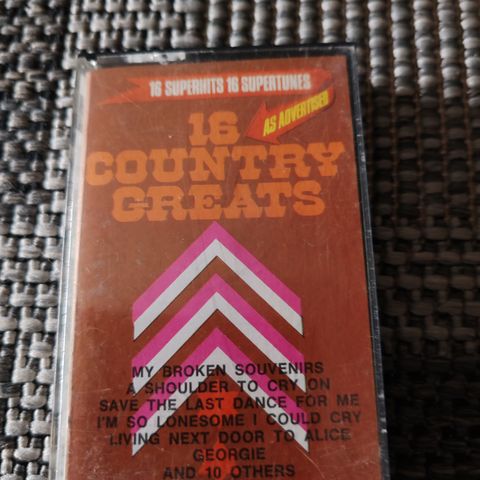 16 SUPERHITS 16 SUPERTUNES
AS ADVERTISED
16
COUNTRY
GREATS
MY BROKEN SOUVENIRS
A SHOULDER TO CRY ON
SAVE THE LAST DANCE FOR ME
I'M SO LONESOME I COULD CRY
LIVING NEXT DOOR TO ALICE
GEORGIE
AND 10 OTHERS